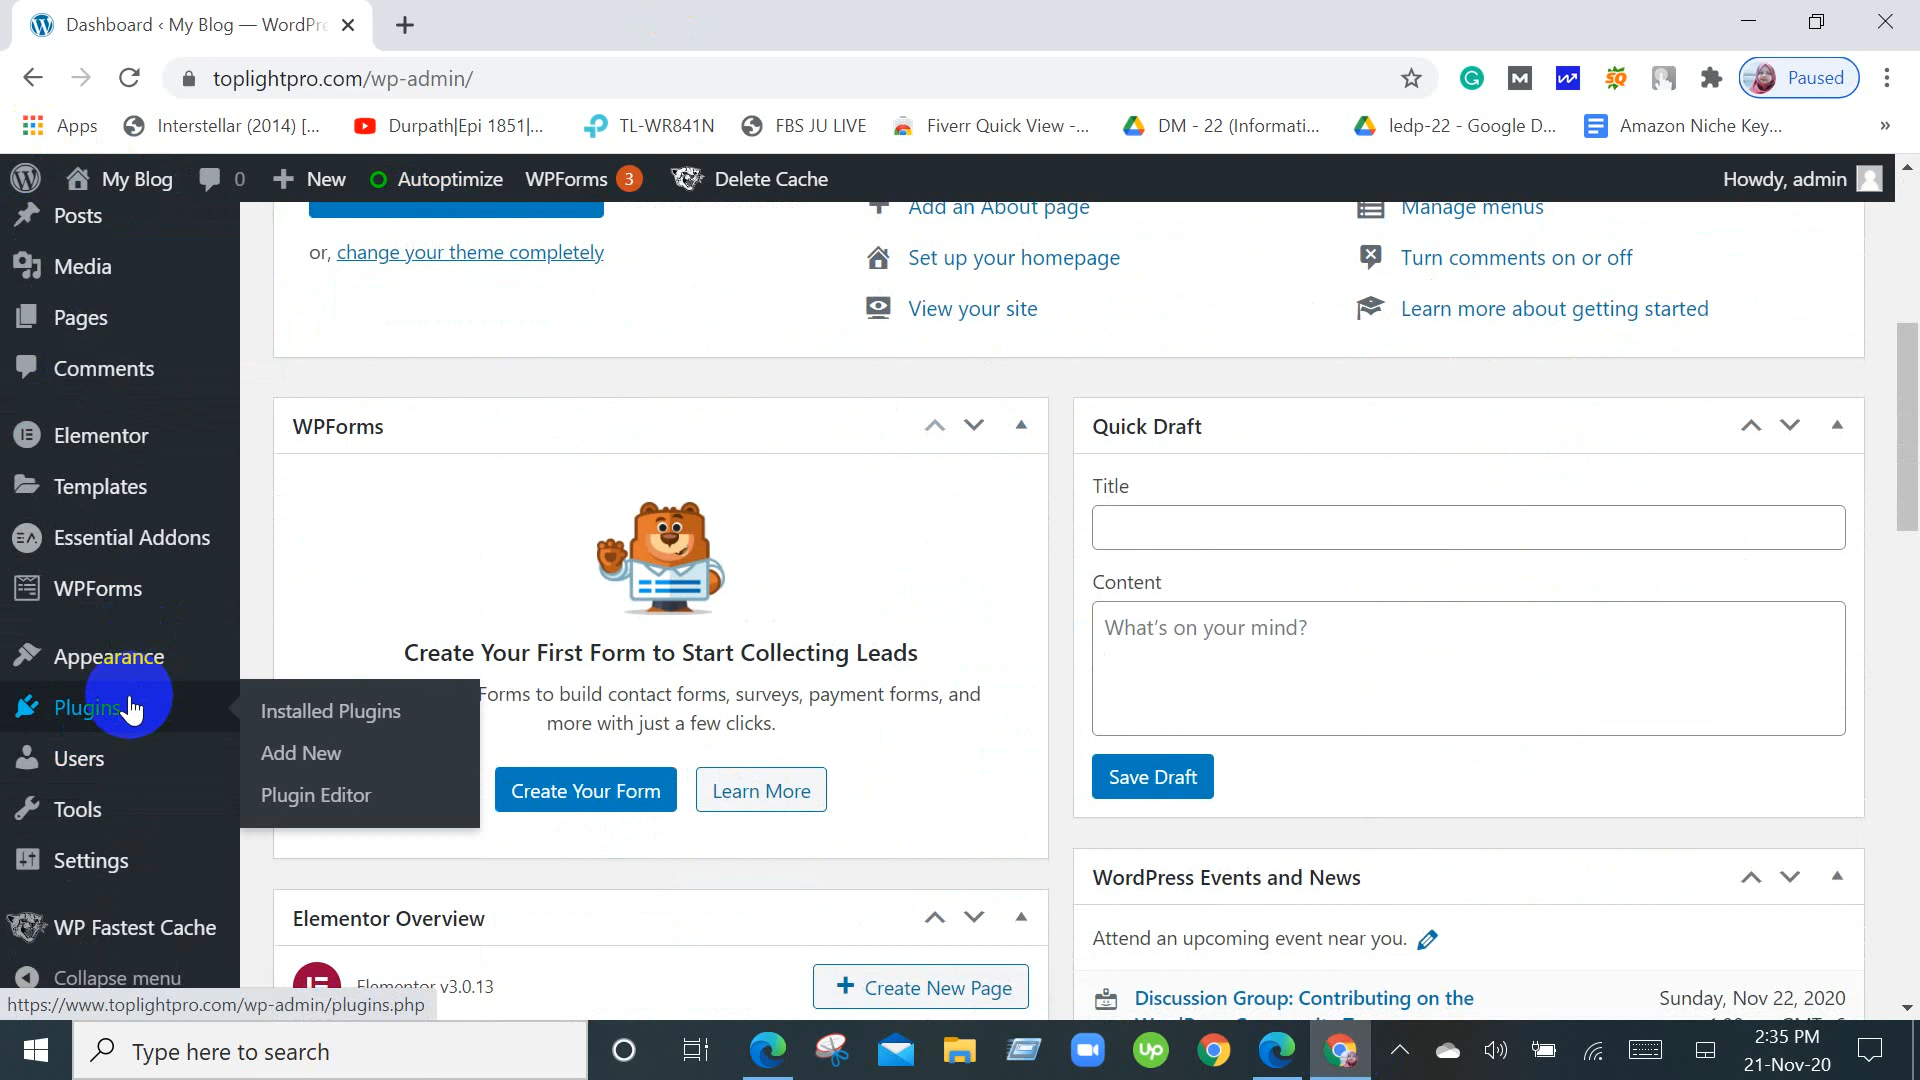 Dashboard ‹ My Blog — WordPre
toplightpro.com/wp-admin/
Paused
Apps
Interstellar (2014) [...
Durpath|Epi 1851|...
TL-WR841N
FBS JU LIVE
Fiverr Quick View -...
DM - 22 (Informati...
ledp-22 - Google D...
Amazon Niche Key...
»
My Blog
0
New
Autoptimize
WPForms 3
Delete Cache
Howdy, admin
Posts
Media
Pages
Comments
Elementor
Templates
Essential Addons
WPForms
Appearance
Plugins
Users
Tools
Settings
WP Fastest Cache
Collapse menu
Installed Plugins
Add New
Plugin Editor
or, change your theme completely
Add an About page
Set up your homepage
View your site
Manage menus
Turn comments on or off
Learn more about getting started
WPForms
Create Your First Form to Start Collecting Leads
Forms to build contact forms, surveys, payment forms, and
more with just a few clicks.
Create Your Form
Learn More
Elementor Overview
Elementor v3.0.13
Create New Page
Quick Draft
Title
Content
What's on your mind?
Save Draft
WordPress Events and News
Attend an upcoming event near you.
Discussion Group: Contributing on the
Sunday, Nov 22, 2020
https://www.toplightpro.com/wp-admin/plugins.php
Type here to search
2:35 PM
21-Nov-20